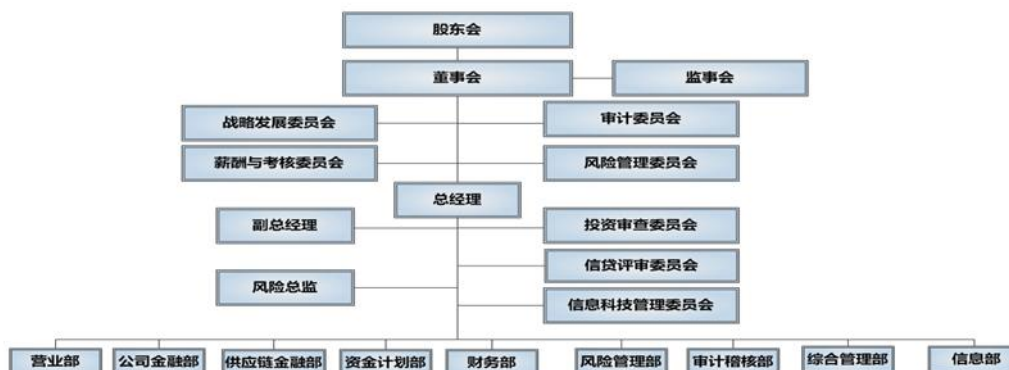 股东会
董事会
监事会
战略发展委员会
审计委员会
薪酬与考核委员会
风险管理委员会
总经理
副总经理
投资审查委员会
信贷评审委员会
风险总监
信息科技管理委员会
营业部
公司金融部
供应链金融部
资金计划部
财务部
风险管理部
审计稽核部
综合管理部
信息部